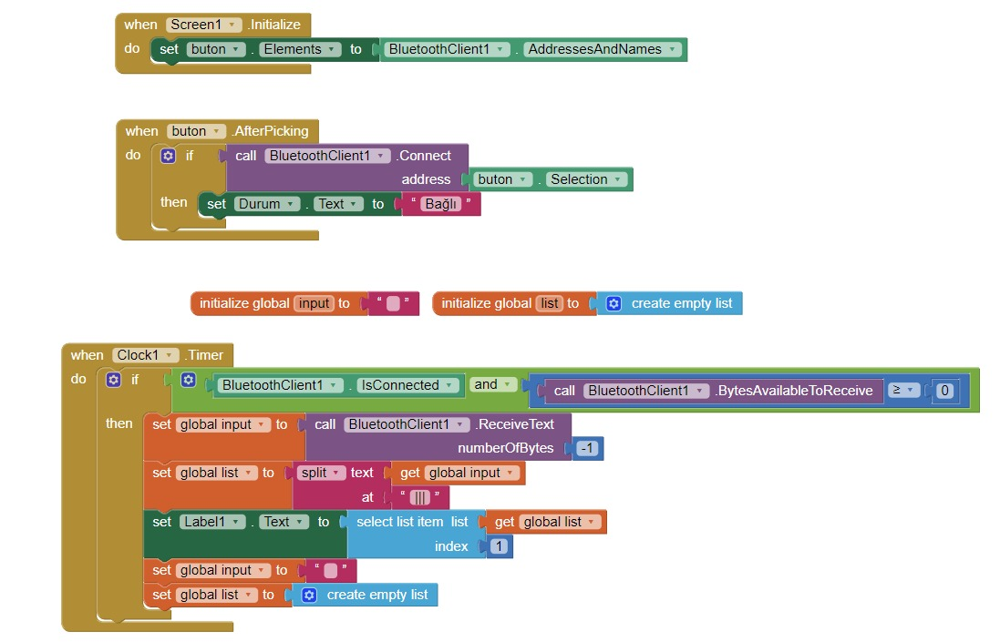 when Screen1 .Initialize
do set buton . Elements to BluetoothClient1 . AddressesAndNames
when buton .AfterPicking
do if call BluetoothClient1 .Connect
address buton . Selection
then set Durum . Text to “ Bağlı ”
initialize global input to “ ” initialize global list to create empty list
when Clock1 .Timer
do if BluetoothClient1 . IsConnected and call BluetoothClient1 .BytesAvailableToReceive ≥ 0
then set global input to call BluetoothClient1 .ReceiveText
numberOfBytes -1
set global list to split text get global input
at “ ||| ”
set Label1 . Text to select list item list get global list
index 1
set global input to “ ”
set global list to create empty list